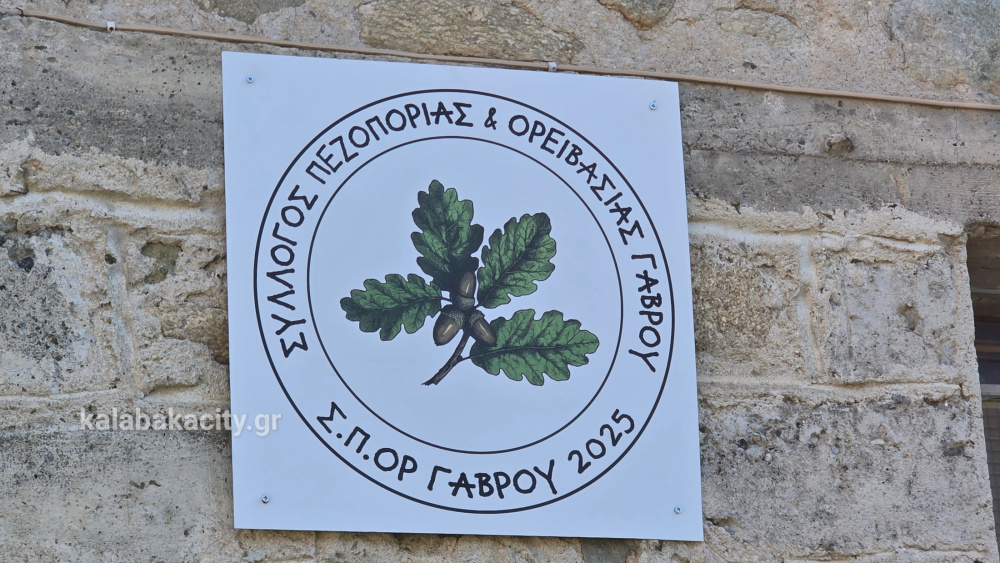 ΣΥΛΛΟΓΟΣ ΠΕΖΟΠΟΡΙΑΣ & ΟΡΕΙΒΑΣΙΑΣ ΓΑΒΡΟΥ
Σ.Π.ΟΡ ΓΑΒΡΟΥ 2025
kalabakacity.gr